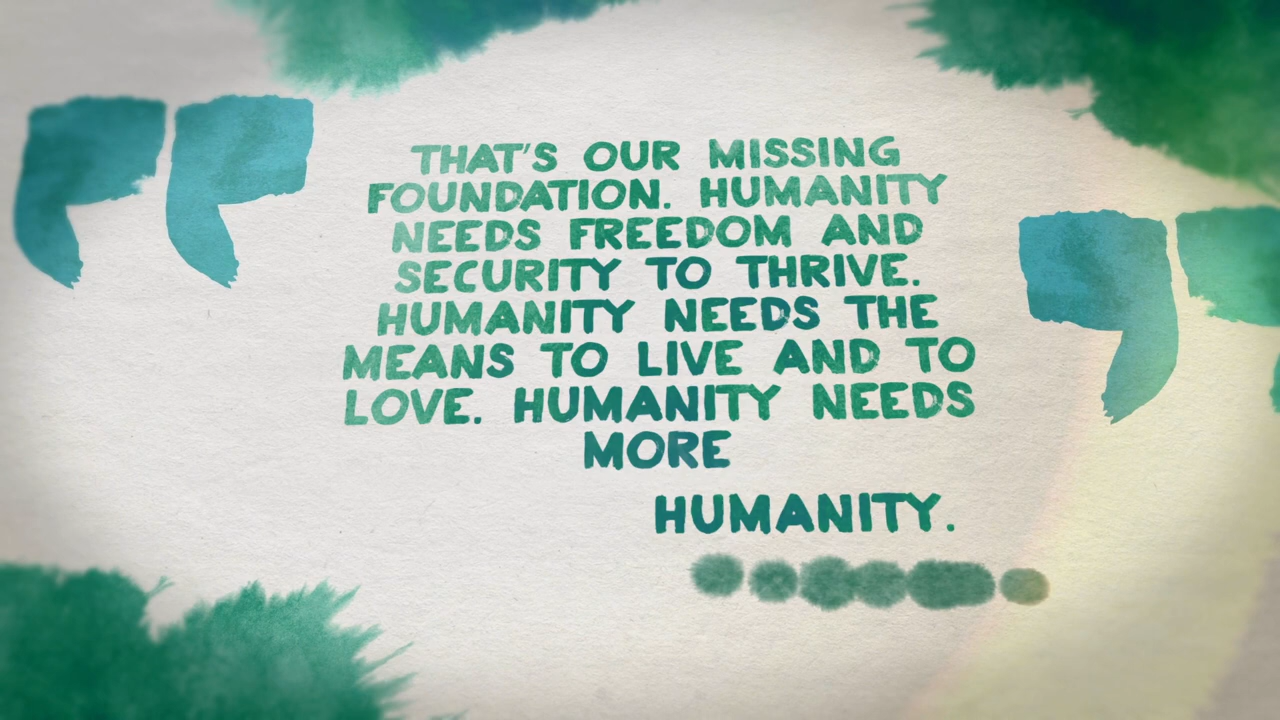 THAT'S OUR MISSING
FOUNDATION. HUMANITY
NEEDS FREEDOM AND
SECURITY TO THRIVE.
HUMANITY NEEDS THE
MEANS TO LIVE AND TO
LOVE. HUMANITY NEEDS
MORE
HUMANITY.